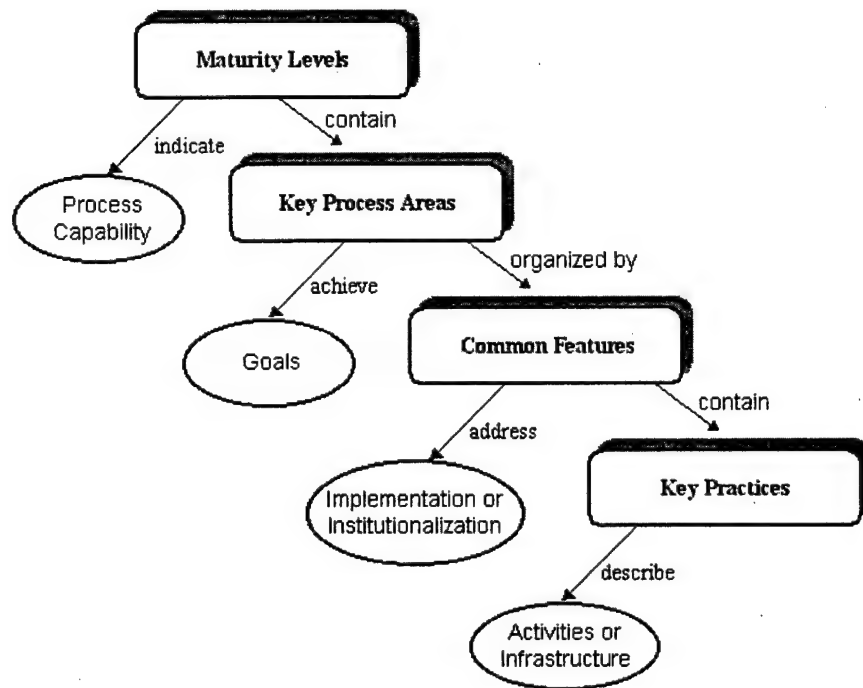 Maturity Levels
contain
indicate
Process
Capability
Key Process Areas
organized by
achieve
Goals
Common Features
contain
address
Implementation or
Institutionalization
Key Practices
describe
Activities or
Infrastructure